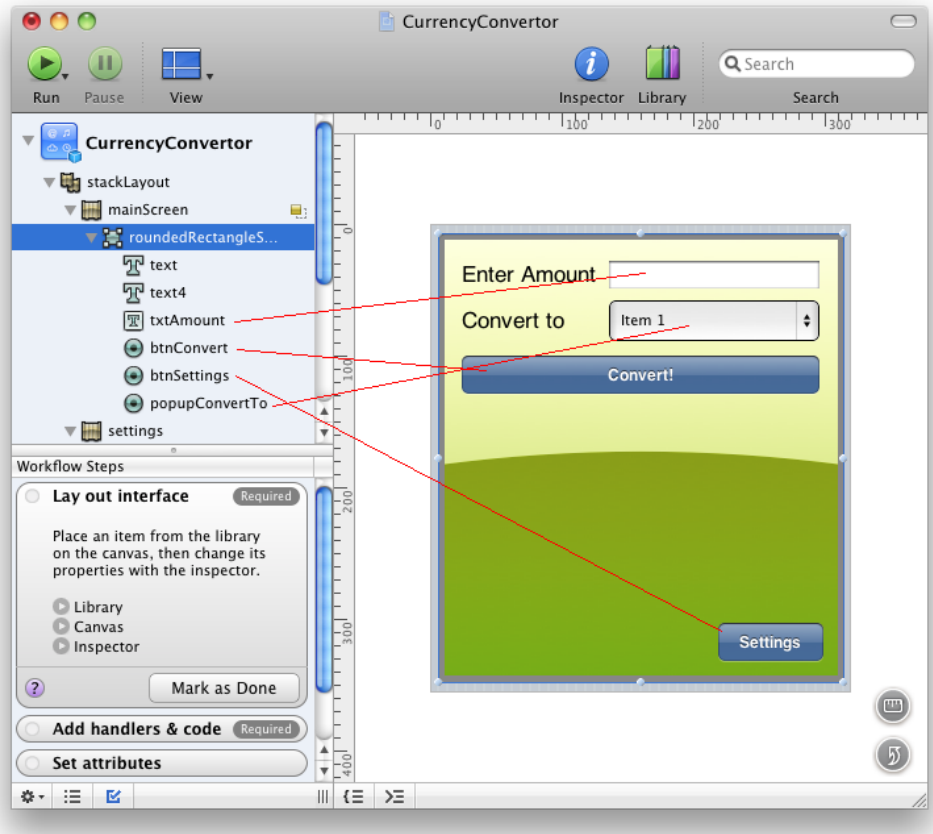 CurrencyConvertor
Run Pause View Inspector Library Search
Search
CurrencyConvertor
stackLayout
mainScreen
roundedRectangleS...
text
text4
txtAmount
btnConvert
btnSettings
popupConvertTo
settings
Workflow Steps
Lay out interface Required
Place an item from the library
on the canvas, then change its
properties with the inspector.
Library
Canvas
Inspector
? Mark as Done
Add handlers & code Required
Set attributes
0 100 200 300
0
100
200
300
400
Enter Amount
Convert to Item 1
Convert!
Settings